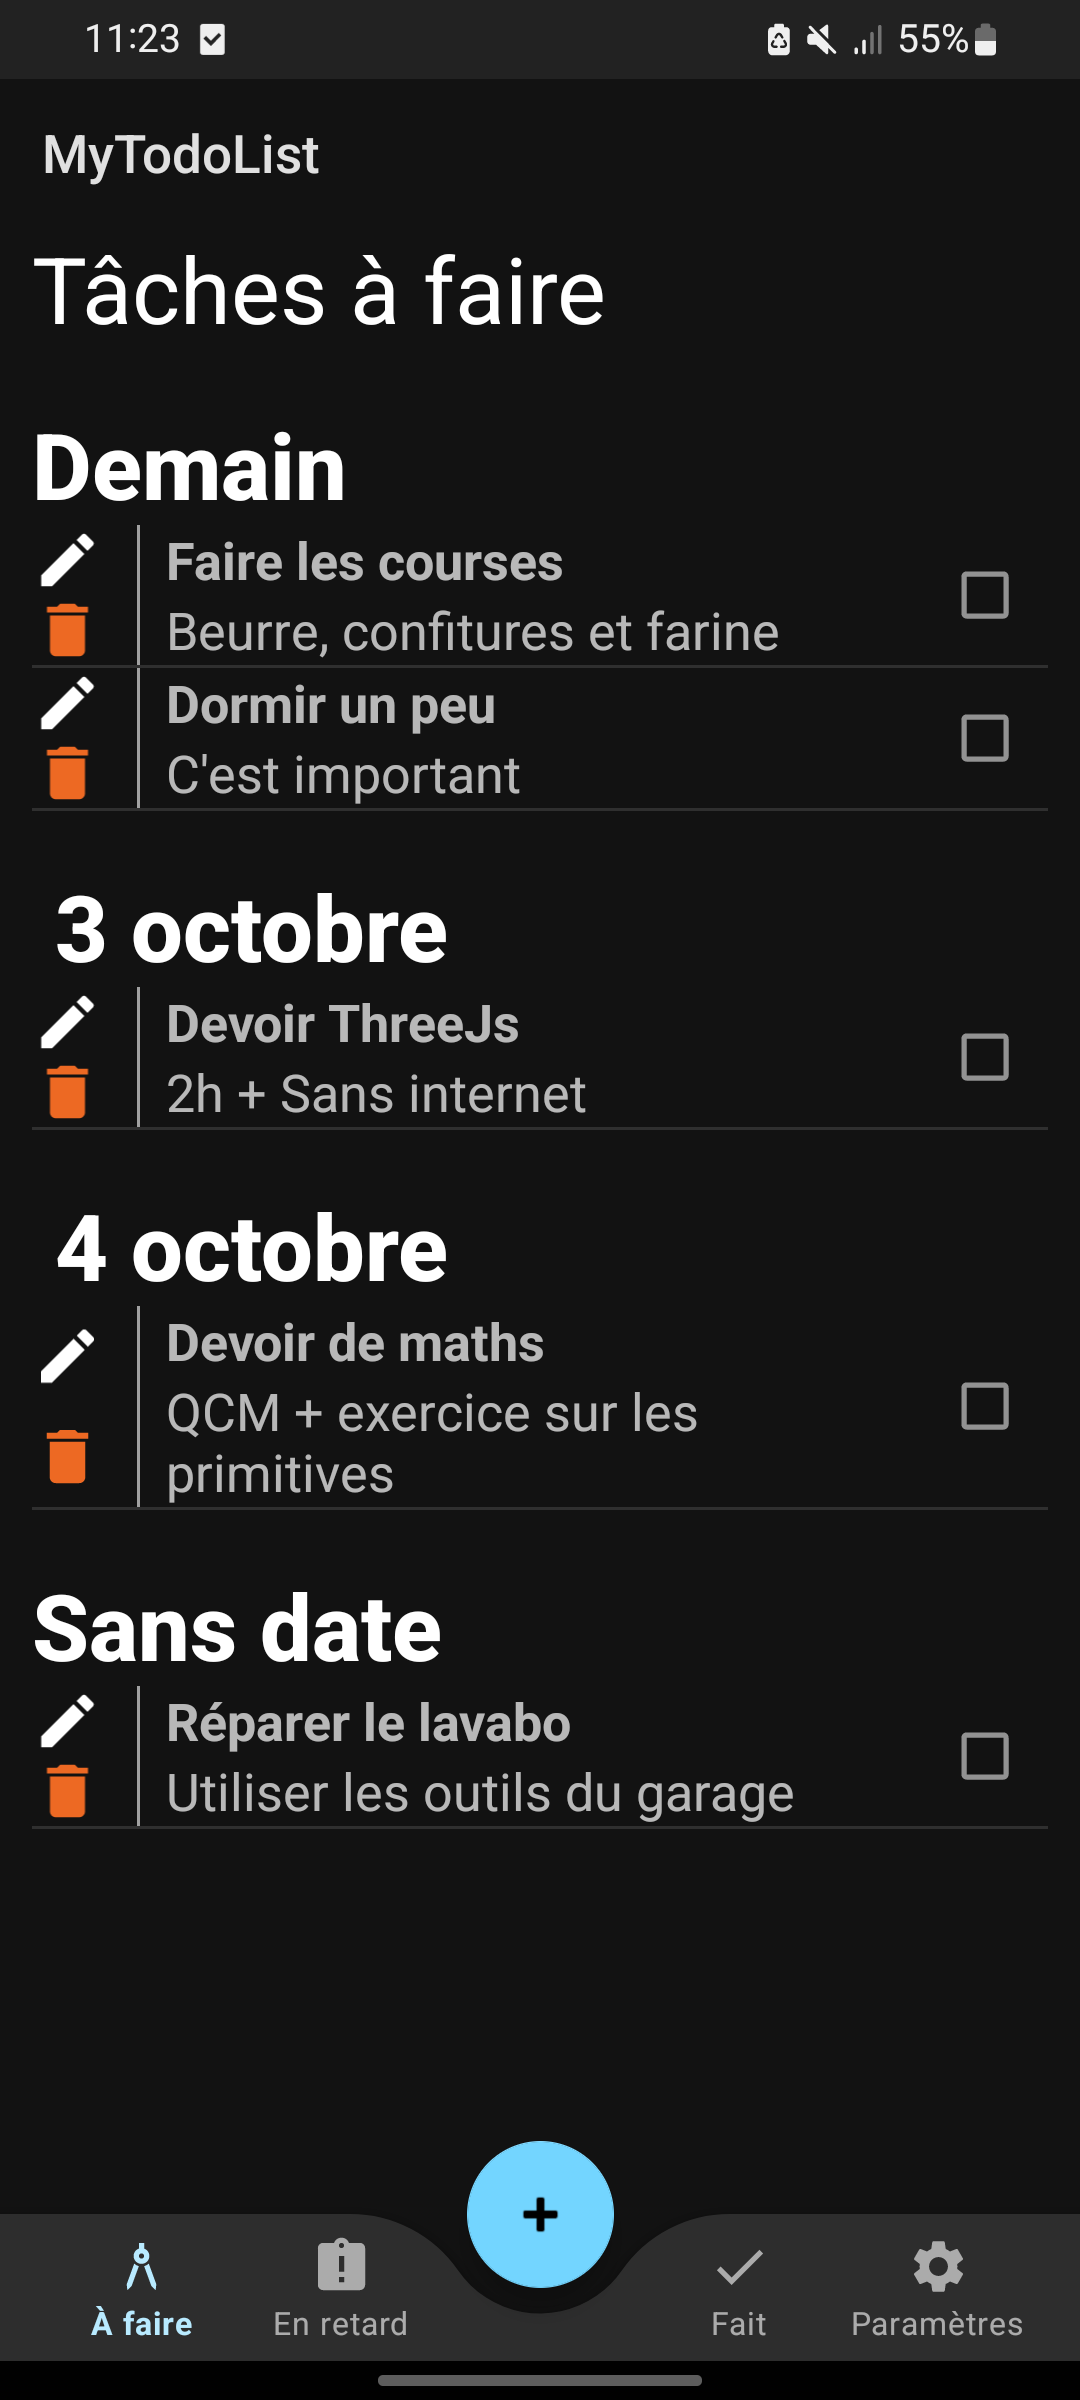 11:23
55%
MyTodoList
Tâches à faire
Demain
Faire les courses
Beurre, confitures et farine
Dormir un peu
C'est important
3 octobre
Devoir ThreeJs
2h + Sans internet
4 octobre
Devoir de maths
QCM + exercice sur les
primitives
Sans date
Réparer le lavabo
Utiliser les outils du garage
À faire
En retard
Fait
Paramètres